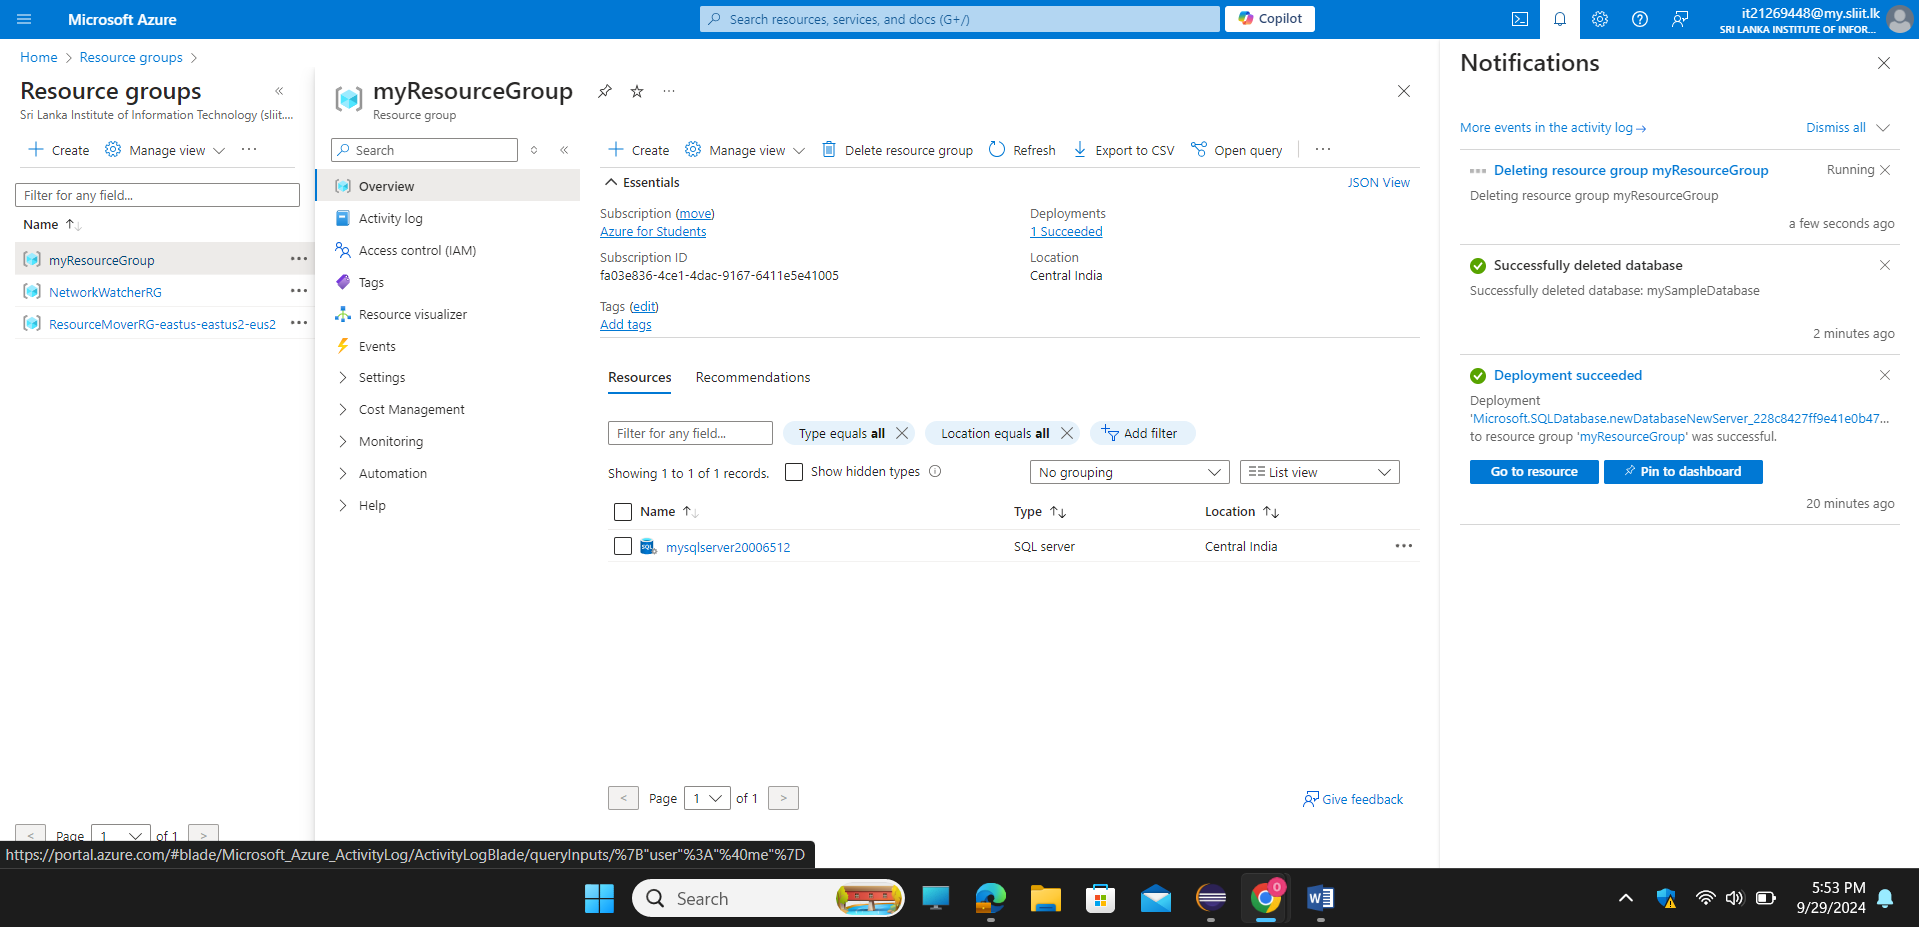 Microsoft Azure
Search resources, services, and docs (G+/)
Copilot
it21269448@my.sliit.lk
SRI LANKA INSTITUTE OF INFOR...
Home > Resource groups >
Resource groups
Sri Lanka Institute of Information Technology (sliit....
Create
Manage view
Filter for any field...
Name
myResourceGroup
NetworkWatcherRG
ResourceMoverRG-eastus-eastus2-eus2
< Page 1 of 1 >
myResourceGroup
Resource group
Search
Overview
Activity log
Access control (IAM)
Tags
Resource visualizer
Events
Settings
Cost Management
Monitoring
Automation
Help
Create
Manage view
Delete resource group
Refresh
Export to CSV
Open query
Essentials
JSON View
Subscription (move)
Azure for Students
Subscription ID
fa03e836-4ce1-4dac-9167-6411e5e41005
Deployments
1 Succeeded
Location
Central India
Tags (edit)
Add tags
Resources
Recommendations
Filter for any field...
Type equals all
Location equals all
Add filter
Showing 1 to 1 of 1 records.
Show hidden types
No grouping
List view
Name
Type
Location
SQL
mysqlserver20006512
SQL server
Central India
< Page 1 of 1 >
Give feedback
Notifications
More events in the activity log →
Dismiss all
Deleting resource group myResourceGroup
Running
Deleting resource group myResourceGroup
a few seconds ago
Successfully deleted database
Successfully deleted database: mySampleDatabase
2 minutes ago
Deployment succeeded
Deployment
'Microsoft.SQLDatabase.newDatabaseNewServer_228c8427ff9e41e0b47...
to resource group 'myResourceGroup' was successful.
Go to resource
Pin to dashboard
20 minutes ago
https://portal.azure.com/#blade/Microsoft_Azure_ActivityLog/ActivityLogBlade/queryInputs/%7B"user"%3A"%40me"%7D
Search
0
W
5:53 PM
9/29/2024